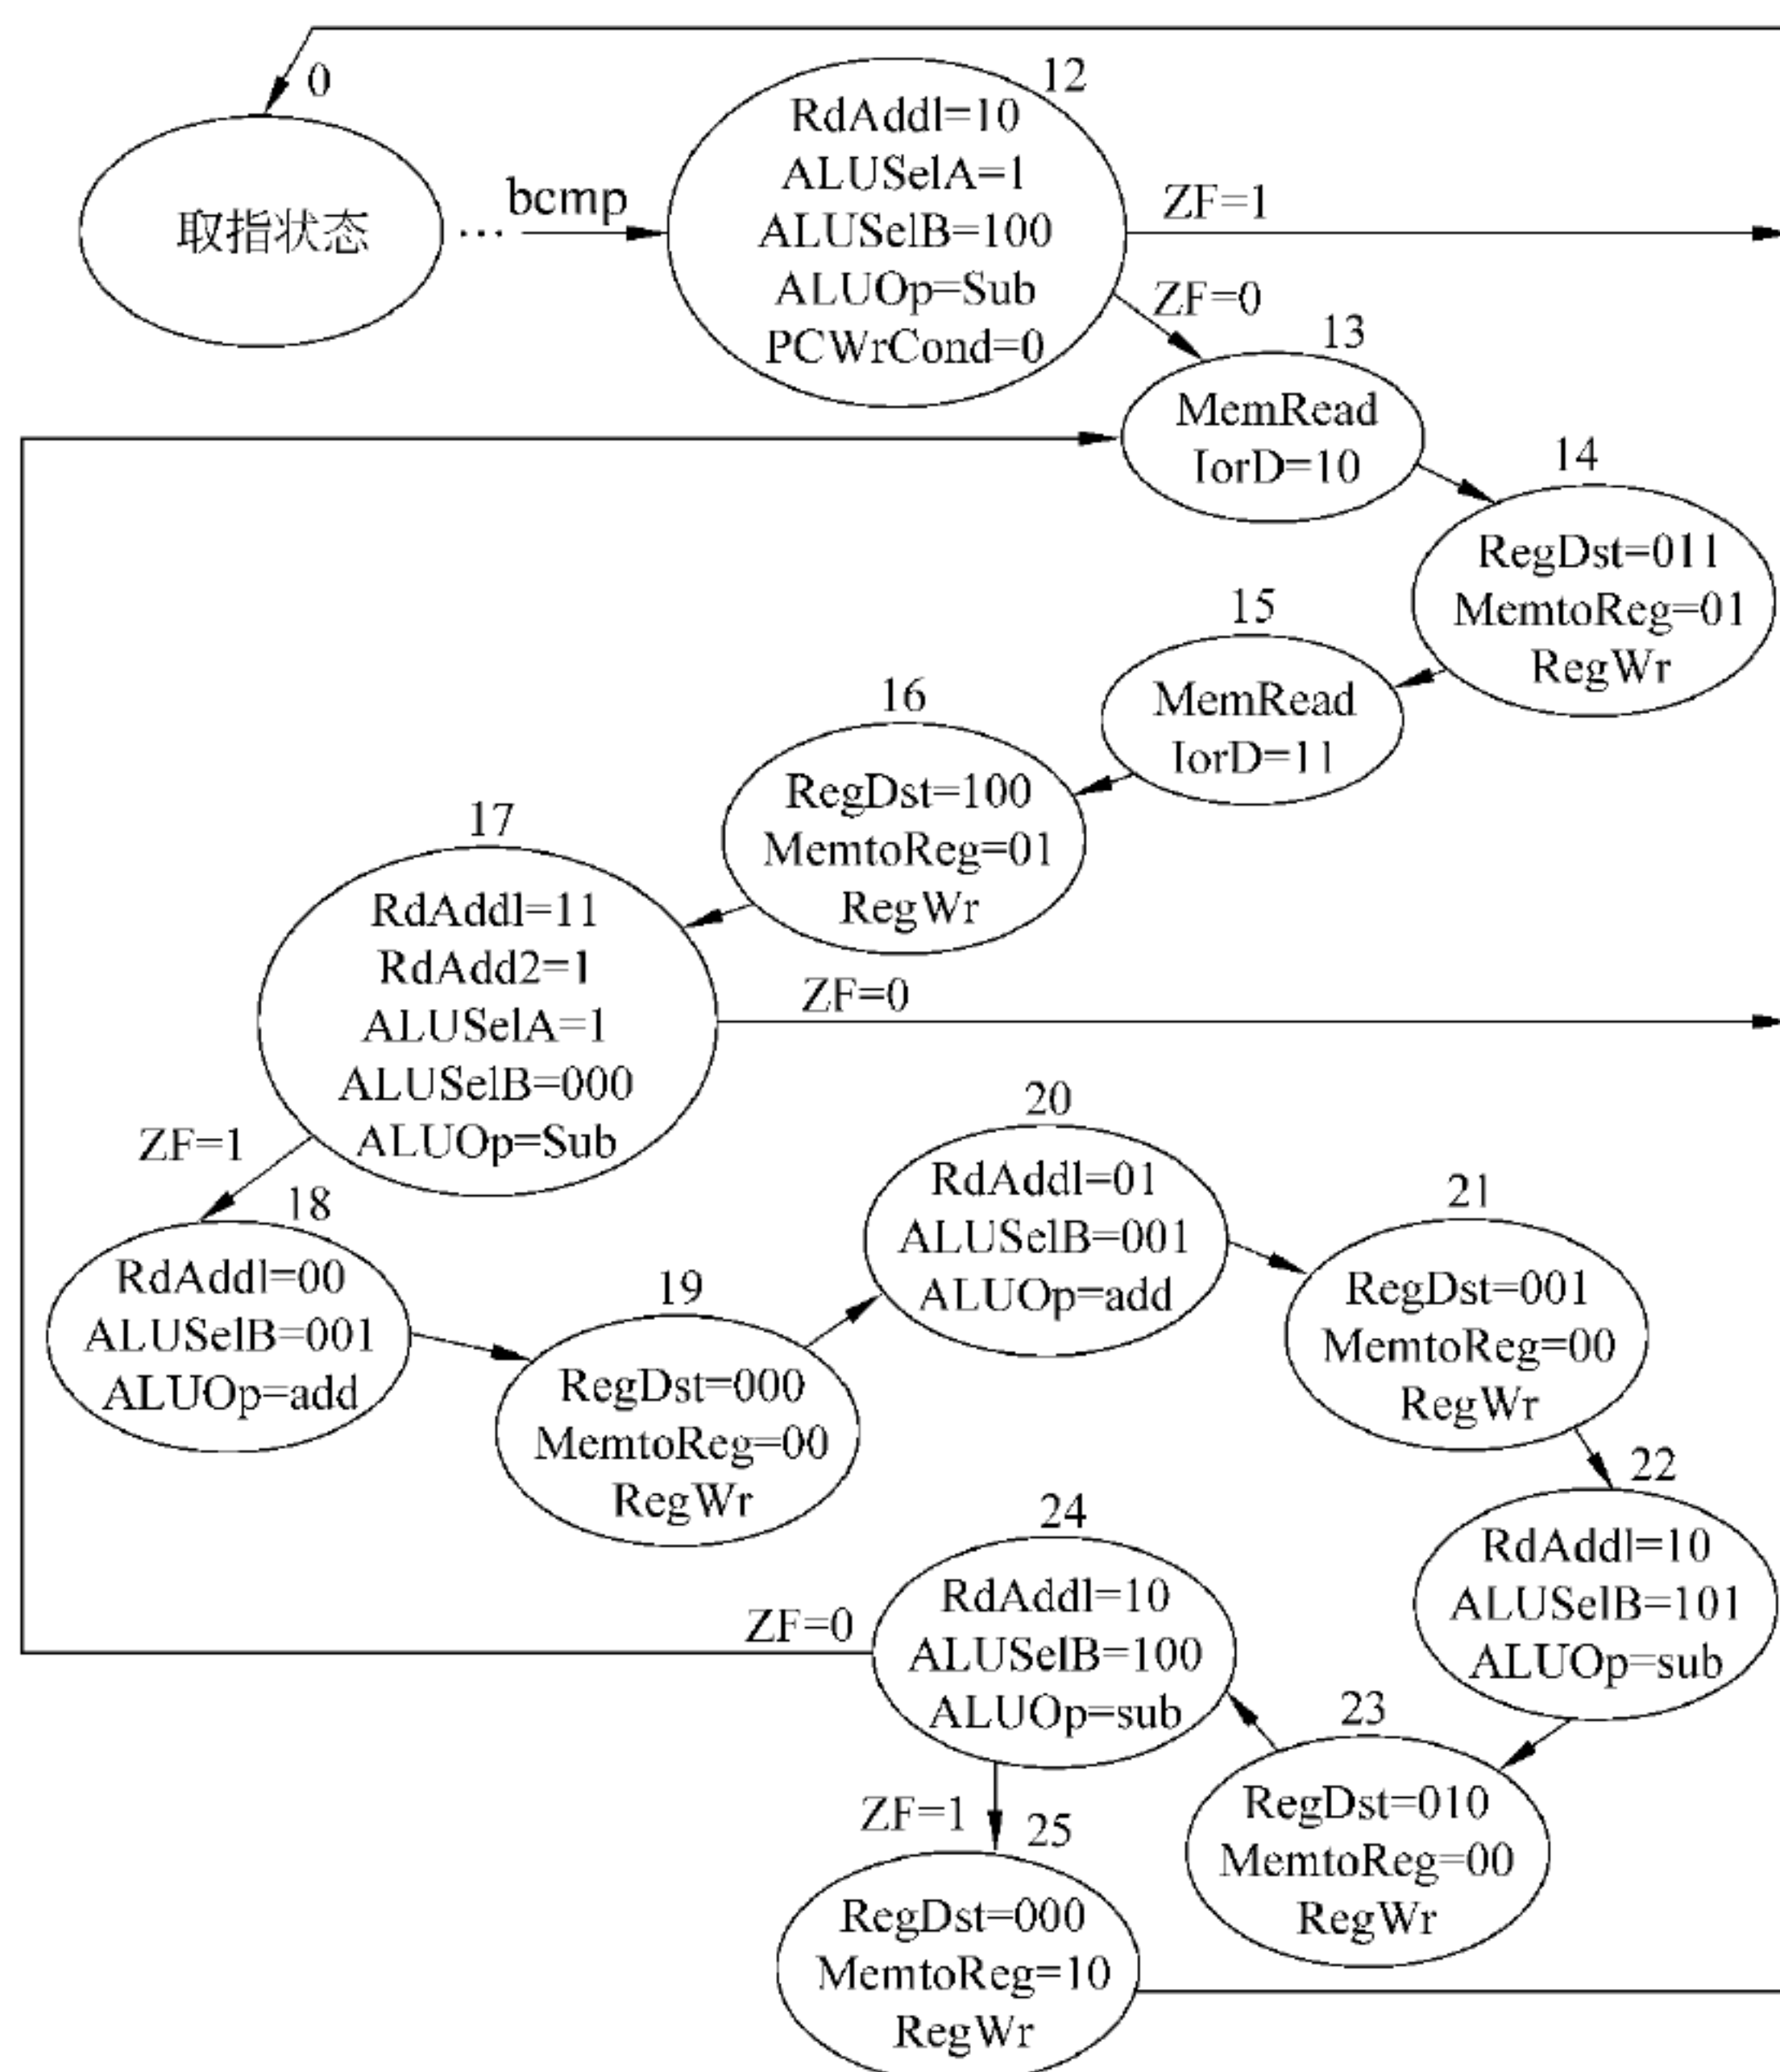 0
取指状态
...
bcmp
12
RdAddl=10
ALUSelA=1
ALUSelB=100
ALUOp=Sub
PCWrCond=0
ZF=1
ZF=0
13
MemRead
IorD=10
14
RegDst=011
MemtoReg=01
RegWr
15
MemRead
IorD=11
16
RegDst=100
MemtoReg=01
RegWr
17
RdAddl=11
RdAdd2=1
ALUSelA=1
ALUSelB=000
ALUOp=Sub
ZF=0
ZF=1
18
RdAddl=00
ALUSelB=001
ALUOp=add
19
RegDst=000
MemtoReg=00
RegWr
20
RdAddl=01
ALUSelB=001
ALUOp=add
21
RegDst=001
MemtoReg=00
RegWr
22
RdAddl=10
ALUSelB=101
ALUOp=sub
23
RegDst=010
MemtoReg=00
RegWr
24
RdAddl=10
ALUSelB=100
ALUOp=sub
ZF=0
ZF=1
25
RegDst=000
MemtoReg=10
RegWr